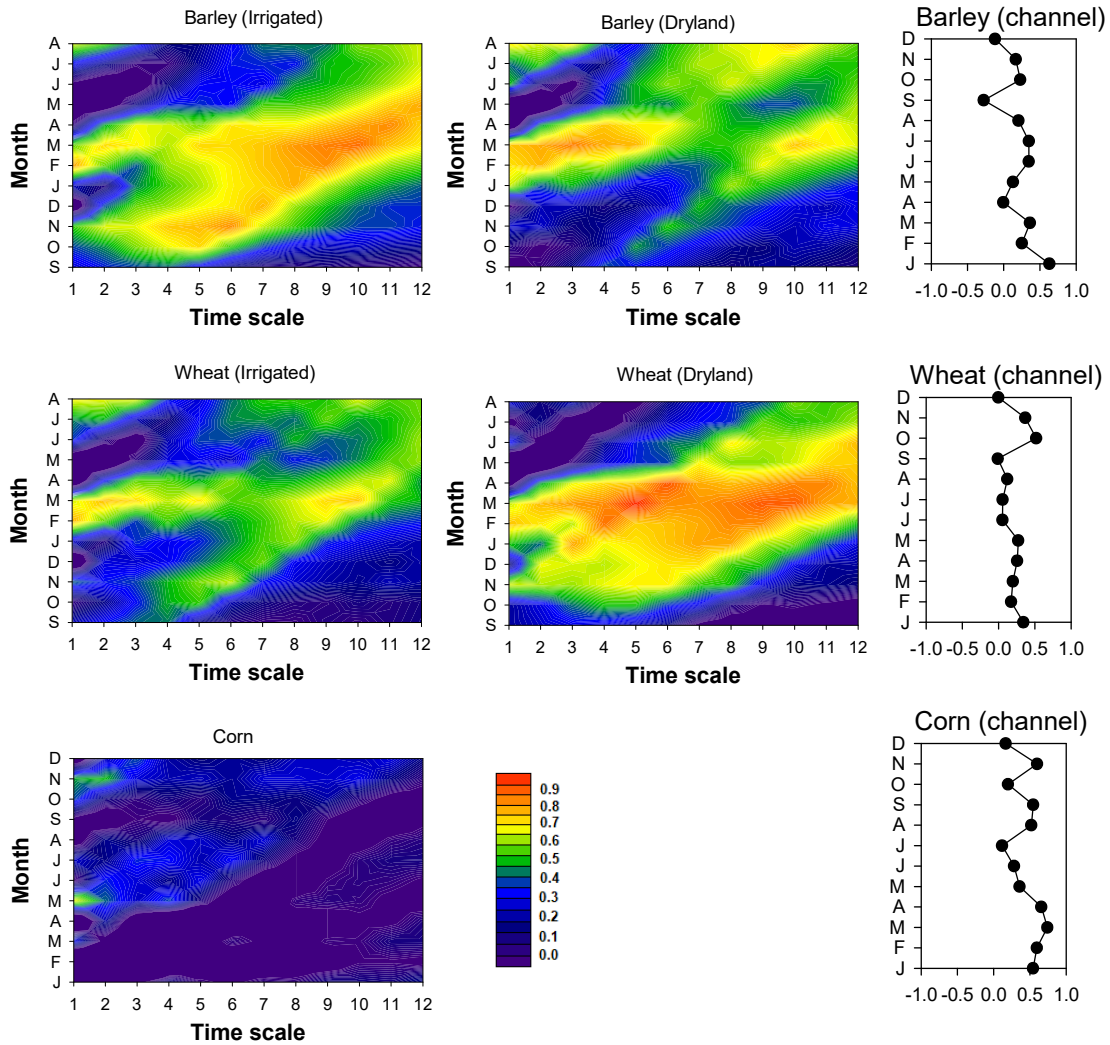 Barley (Irrigated)
A
J
J
M
A
M
F
J
D
N
O
S
Month
1 2 3 4 5 6 7 8 9 10 11 12
Time scale
Barley (Dryland)
A
J
J
M
A
M
F
J
D
N
O
S
Month
1 2 3 4 5 6 7 8 9 10 11 12
Time scale
Barley (channel)
D
N
O
S
A
J
J
M
A
M
F
J
-1.0 -0.5 0.0 0.5 1.0
Wheat (Irrigated)
A
J
J
M
A
M
F
J
D
N
O
S
Month
1 2 3 4 5 6 7 8 9 10 11 12
Time scale
Wheat (Dryland)
A
J
J
M
A
M
F
J
D
N
O
S
Month
1 2 3 4 5 6 7 8 9 10 11 12
Time scale
Wheat (channel)
D
N
O
S
A
J
J
M
A
M
F
J
-1.0 -0.5 0.0 0.5 1.0
Corn
D
N
O
S
A
J
J
M
A
M
F
J
Month
1 2 3 4 5 6 7 8 9 10 11 12
Time scale
0.9
0.8
0.7
0.6
0.5
0.4
0.3
0.2
0.1
0.0
Corn (channel)
D
N
O
S
A
J
J
M
A
M
F
J
-1.0 -0.5 0.0 0.5 1.0